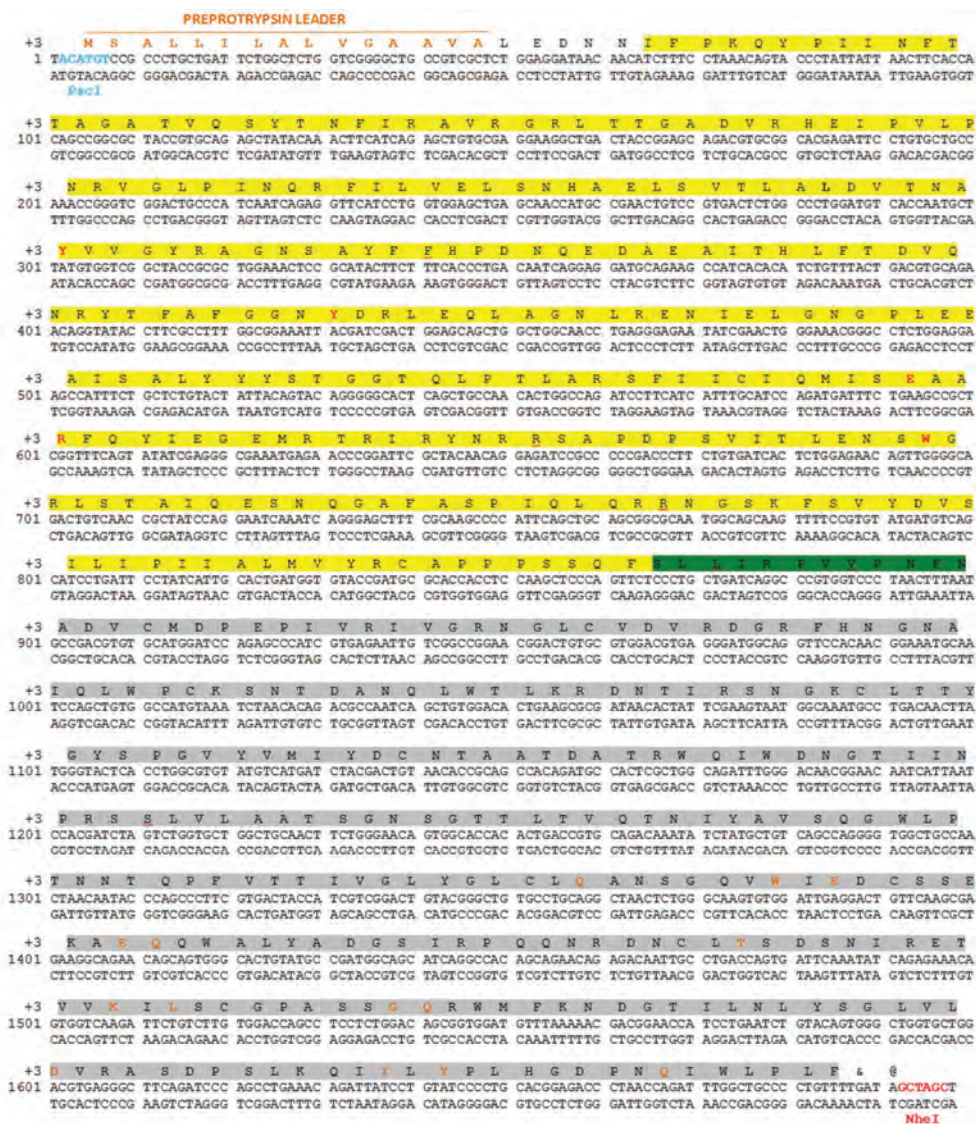 PREPROTRYPSIN LEADER
+3 M S A L L I L A L V G A A V A L E D N N I F P K Q Y P I I N F T
1 TACATGTCCG CCCTGCTGAT TCTGGCTCTG GTCGGGGCTG CCGTCGCTCT GGAGGATAAC AACATCTTTC CTAAACAGTA CCCTATTATT AACTTCACCA
ATGTACAGGC GGGACGACTA AGACCGAGAC CAGCCCCGAC GGCAGCGAGA CCTCCTATTG TTGTAGAAAG GATTTGTCAT GGGATAATAA TTGAAGTGGT
PscI
+3 T A G A T V Q S Y T N F I R A V R G R L T T G A D V R H E I P V L P
101 CAGCCGGCGC TACCGTGCAG AGCTATACAA ACTTCATCAG AGCTGTGCGA GGAAGGCTGA CTACCGGAGC AGACGTGCGG CACGAGATTC CTGTGCTGCC
GTCGGCCGCG ATGGCACGTC TCGATATGTT TGAAGTAGTC TCGACACGCT CCTTCCGACT GATGGCCTCG TCTGCACGCC GTGCTCTAAG GACACGACGG
+3 N R V G L P I N Q R F I L V E L S N H A E L S V T L A L D V T N A
201 AAACCGGGTC GGACTGCCCA TCAATCAGAG GTTCATCCTG GTGGAGCTGA GCAACCATGC CGAACTGTCC GTGACTCTGG CCCTGGATGT CACCAATGCT
TTTGGCCCAG CCTGACGGGT AGTTAGTCTC CAAGTAGGAC CACCTCGACT CGTTGGTACG GCTTGACAGG CACTGAGACC GGGACCTACA GTGGTTACGA
+3 Y V V G Y R A G N S A Y F F H P D N Q E D A E A I T H L F T D V Q
301 TATGTGGTCG GCTACCGCGC TGGAAACTCC GCATACTTCT TTCACCCTGA CAATCAGGAG GATGCAGAAG CCATCACACA TCTGTTTACT GACGTGCAGA
ATACACCAGC CGATGGCGCG ACCTTTGAGG CGTATGAAGA AAGTGGGACT GTTAGTCCTC CTACGTCTTC GGTAGTGTGT AGACAAATGA CTGCACGTCT
+3 N R Y T F A F G G N Y D R L E Q L A G N L R E N I E L G N G P L E E
401 ACAGGTATAC CTTCGCCTTT GGCGGAAATT ACGATCGACT GGAGCAGCTG GCTGGCAACC TGAGGGAGAA TATCGAACTG GGAAACGGGC CTCTGGAGGA
TGTCCATATG GAAGCGGAAA CCGCCTTTAA TGCTAGCTGA CCTCGTCGAC CGACCGTTGG ACTCCCTCTT ATAGCTTGAC CCTTTGCCCG GAGACCTCCT
+3 A I S A L Y Y Y S T G G T Q L P T L A R S F I I C I Q M I S E A A
501 AGCCATTTCT GCTCTGTACT ATTACAGTAC AGGGGGCACT CAGCTGCCAA CACTGGCCAG ATCCTTCATC ATTTGCATCC AGATGATTTC TGAAGCCGCT
TCGGTAAAGA CGAGACATGA TAATGTCATG TCCCCCGTGA GTCGACGGTT GTGACCGGTC TAGGAAGTAG TAAACGTAGG TCTACTAAAG ACTTCGGCGA
+3 R F Q Y I E G E M R T R I R Y N R R S A P D P S V I T L E N S W G
601 CGGTTTCAGT ATATCGAGGG CGAAATGAGA ACCCGGATTC GCTACAACAG GAGATCCGCC CCCGACCCTT CTGTGATCAC TCTGGAGAAC AGTTGGGGCA
GCCAAAGTCA TATAGCTCCC GCTTTACTCT TGGGCCTAAG CGATGTTGTC CTCTAGGCGG GGGCTGGGAA GACACTAGTG AGACCTCTTG TCAACCCCGT
+3 R L S T A I Q E S N Q G A F A S P I Q L Q R R N G S K F S V Y D V S
701 GACTGTCAAC CGCTATCCAG GAATCAAATC AGGGAGCTTT CGCAAGCCCC ATTCAGCTGC AGCGGCGCAA TGGCAGCAAG TTTTCCGTGT ATGATGTCAG
CTGACAGTTG GCGATAGGTC CTTAGTTTAG TCCCTCGAAA GCGTTCGGGG TAAGTCGACG TCGCCGCGTT ACCGTCGTTC AAAAGGCACA TACTACAGTC
+3 I L I P I I A L M V Y R C A P P P S S Q F S L L I R P V V P N F N
801 CATCCTGATT CCTATCATTG CACTGATGGT GTACCGATGC GCACCACCTC CAAGCTCCCA GTTCTCCCTG CTGATCAGGC CCGTGGTCCC TAACTTTAAT
GTAGGACTAA GGATAGTAAC GTGACTACCA CATGGCTACG CGTGGTGGAG GTTCGAGGGT CAAGAGGGAC GACTAGTCCG GGCACCAGGG ATTGAAATTA
+3 A D V C M D P E P I V R I V G R N G L C V D V R D G R F H N G N A
901 GCCGACGTGT GCATGGATCC AGAGCCCATC GTGAGAATTG TCGGCCGGAA CGGACTGTGC GTGGACGTGA GGGATGGCAG GTTCCACAAC GGAAATGCAA
CGGCTGCACA CGTACCTAGG TCTCGGGTAG CACTCTTAAC AGCCGGCCTT GCCTGACACG CACCTGCACT CCCTACCGTC CAAGGTGTTG CCTTTACGTT
+3 I Q L W P C K S N T D A N Q L W T L K R D N T I R S N G K C L T T Y
1001 TCCAGCTGTG GCCATGTAAA TCTAACACAG ACGCCAATCA GCTGTGGACA CTGAAGCGCG ATAACACTAT TCGAAGTAAT GGCAAATGCC TGACAACTTA
AGGTCGACAC CGGTACATTT AGATTGTGTC TGCGGTTAGT CGACACCTGT GACTTCGCGC TATTGTGATA AGCTTCATTA CCGTTTACGG ACTGTTGAAT
+3 G Y S P G V Y V M I Y D C N T A A T D A T R W Q I W D N G T I I N
1101 TGGGTACTCA CCTGGCGTGT ATGTCATGAT CTACGACTGT AACACCGCAG CCACAGATGC CACTCGCTGG CAGATTTGGG ACAACGGAAC AATCATTAAT
ACCCATGAGT GGACCGCACA TACAGTACTA GATGCTGACA TTGTGGCGTC GGTGTCTACG GTGAGCGACC GTCTAAACCC TGTTGCCTTG TTAGTAATTA
+3 P R S S L V L A A T S G N S G T T L T V Q T N I Y A V S Q G W L P
1201 CCACGATCTA GTCTGGTGCT GGCTGCAACT TCTGGGAACA GTGGCACCAC ACTGACCGTG CAGACAAATA TCTATGCTGT CAGCCAGGGG TGGCTGCCAA
GGTGCTAGAT CAGACCACGA CCGACGTTGA AGACCCTTGT CACCGTGGTG TGACTGGCAC GTCTGTTTAT AGATACGACA GTCGGTCCCC ACCGACGGTT
+3 T N N T Q P F V T T I V G L Y G L C L Q A N S G Q V W I E D C S S E
1301 CTAACAATAC CCAGCCCTTC GTGACTACCA TCGTCGGACT GTACGGGCTG TGCCTGCAGG CTAACTCTGG GCAAGTGTGG ATTGAGGACT GTTCAAGCGA
GATTGTTATG GGTCGGGAAG CACTGATGGT AGCAGCCTGA CATGCCCGAC ACGGACGTCC GATTGAGACC CGTTCACACC TAACTCCTGA CAAGTTCGCT
+3 K A E Q Q W A L Y A D G S I R P Q Q N R D N C L T S D S N I R E T
1401 GAAGGCAGAA CAGCAGTGGG CACTGTATGC CGATGGCAGC ATCAGGCCAC AGCAGAACAG AGACAATTGC CTGACCAGTG ATTCAAATAT CAGAGAAACA
CTTCCGTCTT GTCGTCACCC GTGACATACG GCTACCGTCG TAGTCCGGTG TCGTCTTGTC TCTGTTAACG GACTGGTCAC TAAGTTTATA GTCTCTTTGT
+3 V V K I L S C G P A S S G Q R W M F K N D G T I L N L Y S G L V L
1501 GTGGTCAAGA TTCTGTCTTG TGGACCAGCC TCCTCTGGAC AGCGGTGGAT GTTTAAAAAC GACGGAACCA TCCTGAATCT GTACAGTGGG CTGGTGCTGG
CACCAGTTCT AAGACAGAAC ACCTGGTCGG AGGAGACCTG TCGCCACCTA CAAATTTTTG CTGCCTTGGT AGGACTTAGA CATGTCACCC GACCACGACC
+3 D V R A S D P S L K Q I I L Y P L H G D P N Q I W L P L F & @
1601 ACGTGAGGGC TTCAGATCCC AGCCTGAAAC AGATTATCCT GTATCCCCTG CACGGAGACC CTAACCAGAT TTGGCTGCCC CTGTTTTGAT AGCTAGCT
TGCACTCCCG AAGTCTAGGG TCGGACTTTG TCTAATAGGA CATAGGGGAC GTGCCTCTGG GATTGGTCTA AACCGACGGG GACAAAACTA TCGATCGA
NheI